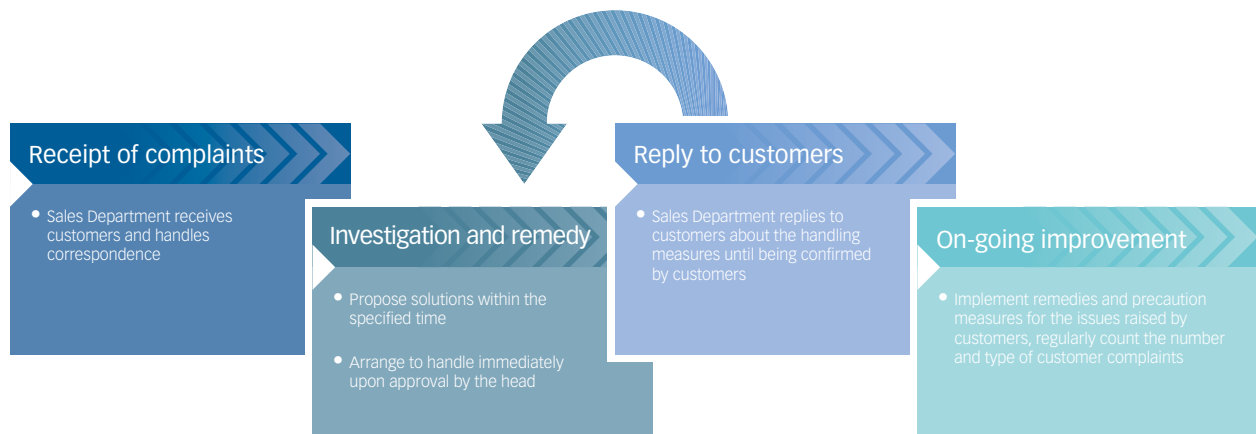 Receipt of complaints
• Sales Department receives
customers and handles
correspondence
Investigation and remedy
• Propose solutions within the
specified time
• Arrange to handle immediately
upon approval by the head
Reply to customers
• Sales Department replies to
customers about the handling
measures until being confirmed
by customers
On-going improvement
• Implement remedies and precaution
measures for the issues raised by
customers, regularly count the number
and type of customer complaints